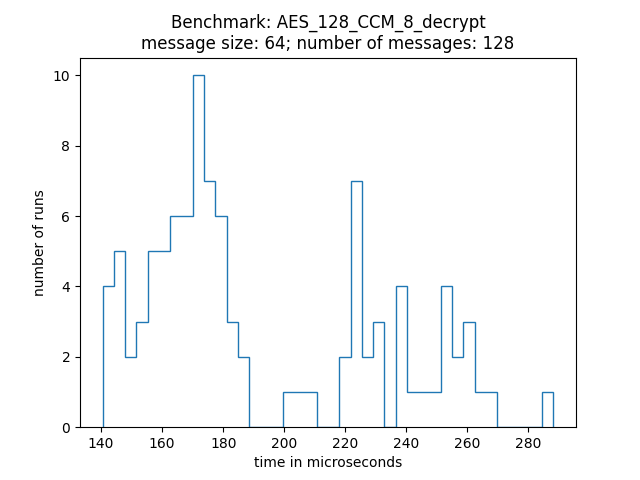 Benchmark: AES_128_CCM_8_decrypt
message size: 64; number of messages: 128
number of runs
10
8
6
4
2
0
140 160 180 200 220 240 260 280
time in microseconds